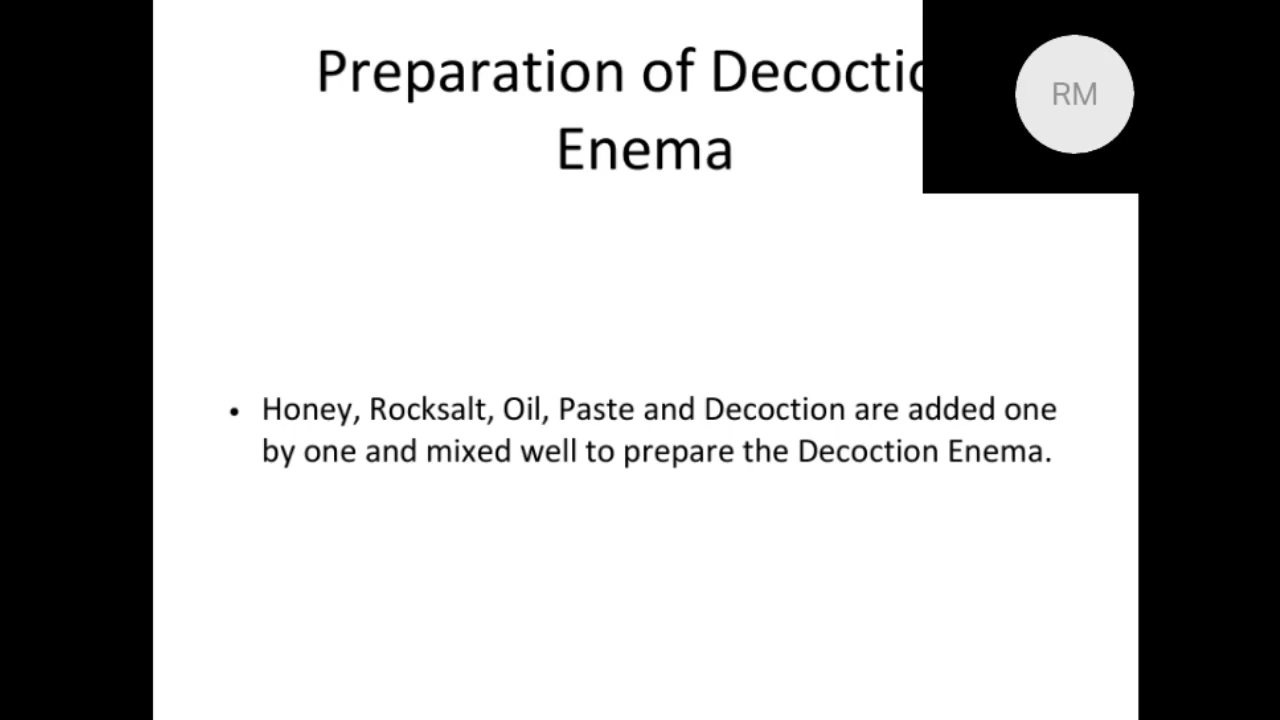 Preparation of Decoctio
Enema
RM
• Honey, Rocksalt, Oil, Paste and Decoction are added one
by one and mixed well to prepare the Decoction Enema.